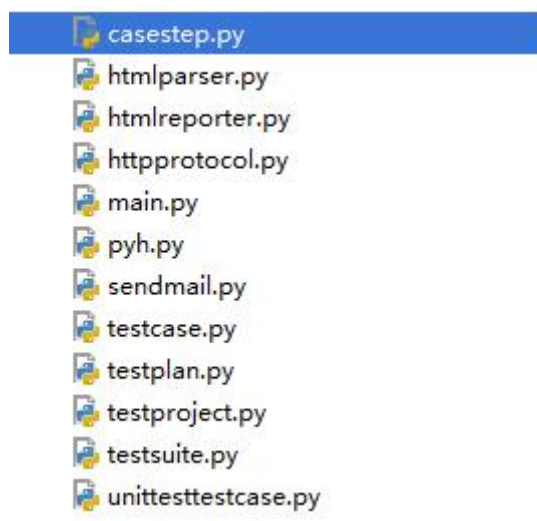 casestep.py
htmlparser.py
htmlreporter.py
httpprotocol.py
main.py
pyh.py
sendmail.py
testcase.py
testplan.py
testproject.py
testsuite.py
unittesttestcase.py